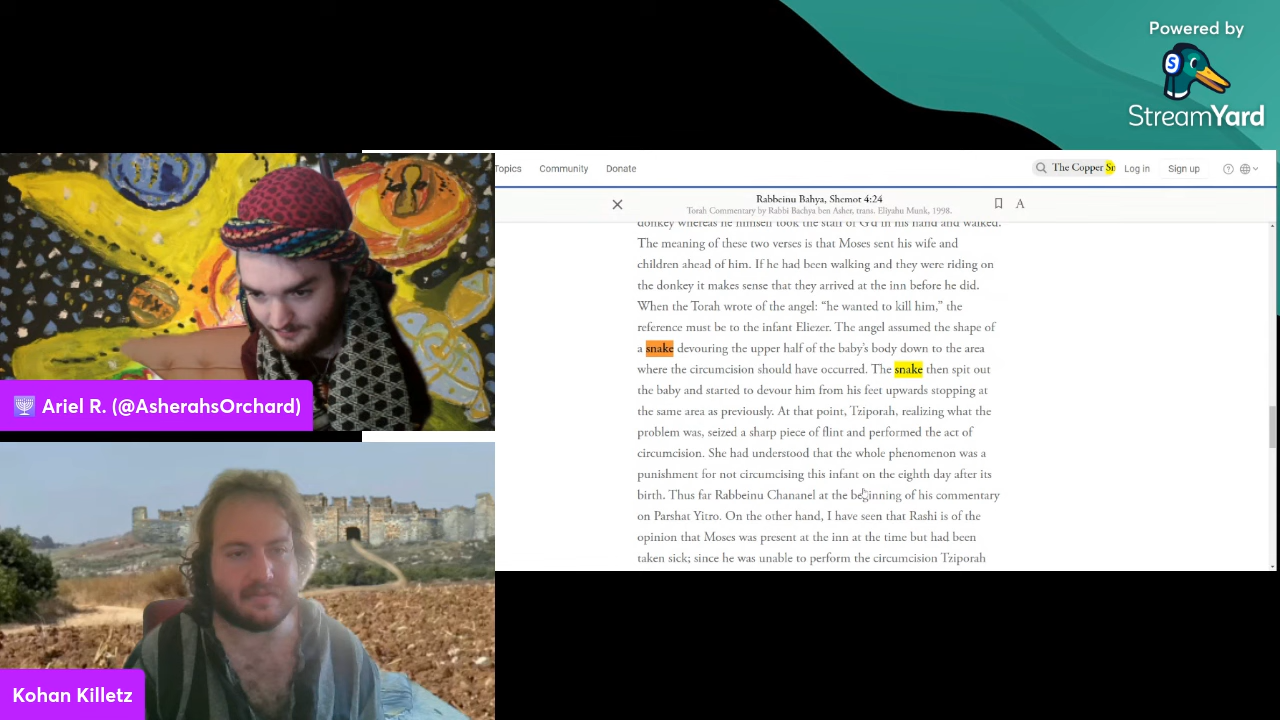 Powered by
StreamYard
Topics Community Donate
The Copper Sn
Log in Sign up
Rabbeinu Bahya, Shemot 4:24
Torah Commentary by Rabbi Bachya ben Asher, trans. Eliyahu Munk, 1998.
A
donkey whereas he himself took the staff of G'd in his hand and walked.
The meaning of these two verses is that Moses sent his wife and
children ahead of him. If he had been walking and they were riding on
the donkey it makes sense that they arrived at the inn before he did.
When the Torah wrote of the angel: “he wanted to kill him,” the
reference must be to the infant Eliezer. The angel assumed the shape of
a snake devouring the upper half of the baby's body down to the area
where the circumcision should have occurred. The snake then spit out
the baby and started to devour him from his feet upwards stopping at
the same area as previously. At that point, Tziporah, realizing what the
problem was, seized a sharp piece of flint and performed the act of
circumcision. She had understood that the whole phenomenon was a
punishment for not circumcising this infant on the eighth day after its
birth. Thus far Rabbeinu Chananel at the beginning of his commentary
on Parshat Yitro. On the other hand, I have seen that Rashi is of the
opinion that Moses was present at the inn at the time but had been
taken sick; since he was unable to perform the circumcision Tziporah
Ariel R. (@AsherahsOrchard)
Kohan Killetz